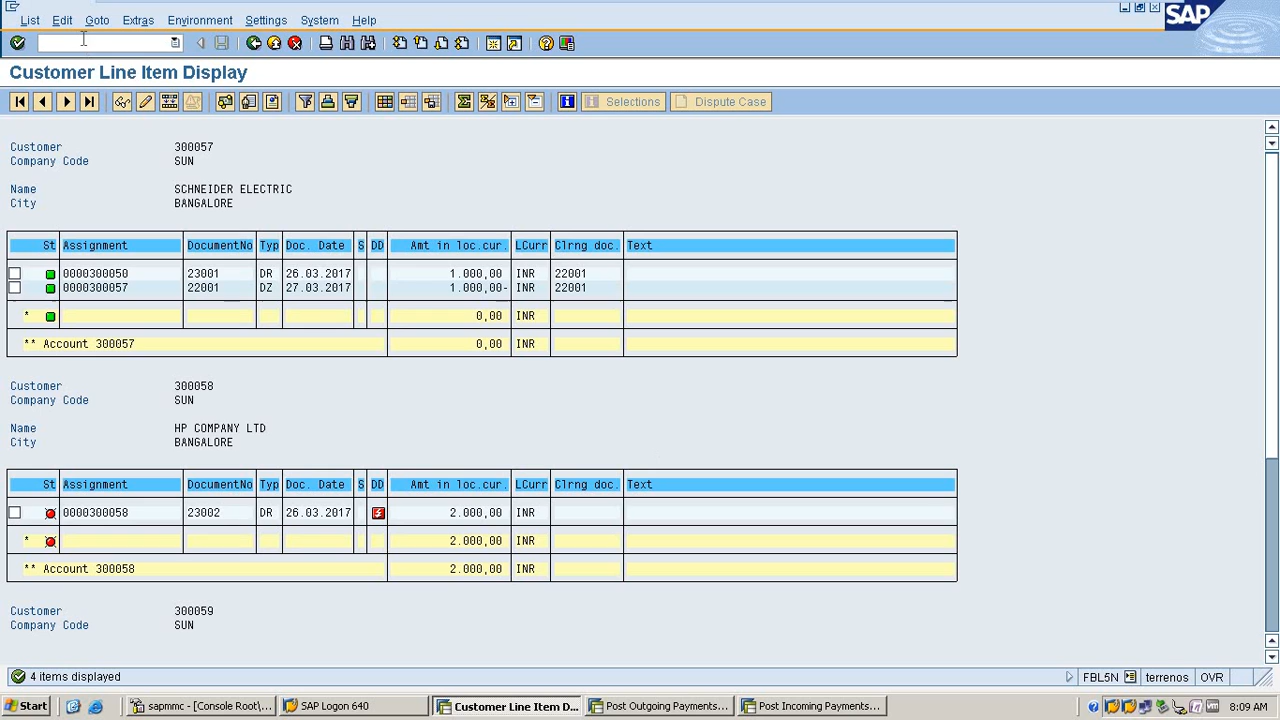 List Edit Goto Extras Environment Settings System Help
SAP
Customer Line Item Display
Selections Dispute Case
Customer 300057
Company Code SUN
Name SCHNEIDER ELECTRIC
City BANGALORE
St Assignment DocumentNo Typ Doc. Date S DD Amt in loc.cur. LCurr Clrng doc. Text
0000300050 23001 DR 26.03.2017 1.000,00 INR 22001
0000300057 22001 DZ 27.03.2017 1.000,00- INR 22001
* 0,00 INR
** Account 300057 0,00 INR
Customer 300058
Company Code SUN
Name HP COMPANY LTD
City BANGALORE
St Assignment DocumentNo Typ Doc. Date S DD Amt in loc.cur. LCurr Clrng doc. Text
0000300058 23002 DR 26.03.2017 2.000,00 INR
* 2.000,00 INR
** Account 300058 2.000,00 INR
Customer 300059
Company Code SUN
4 items displayed FBL5N terrenos OVR
Start sapmmc - [Console Root\... SAP Logon 640 Customer Line Item D... Post Outgoing Payments... Post Incoming Payments... 8:09 AM